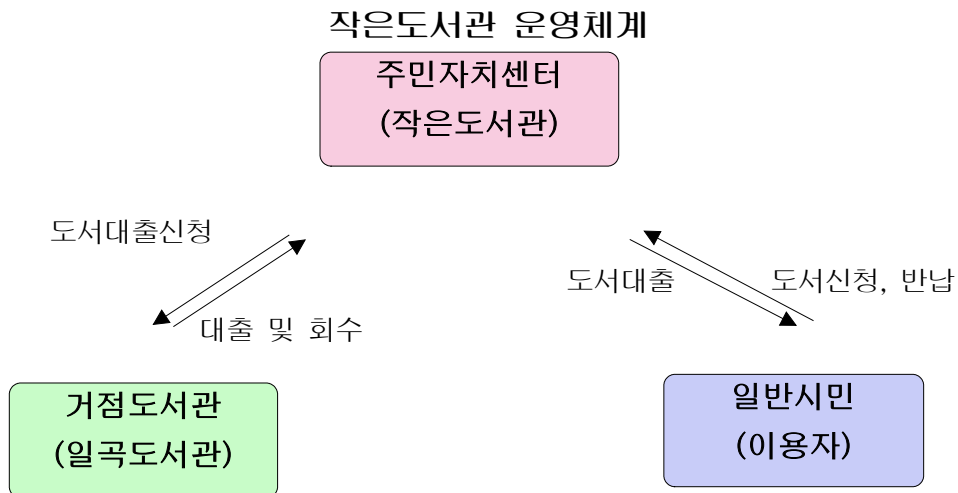 작은도서관 운영체계
주민자치센터
(작은도서관)
도서대출신청
도서대출
도서신청, 반납
대출 및 회수
거점도서관
(일곡도서관)
일반시민
(이용자)